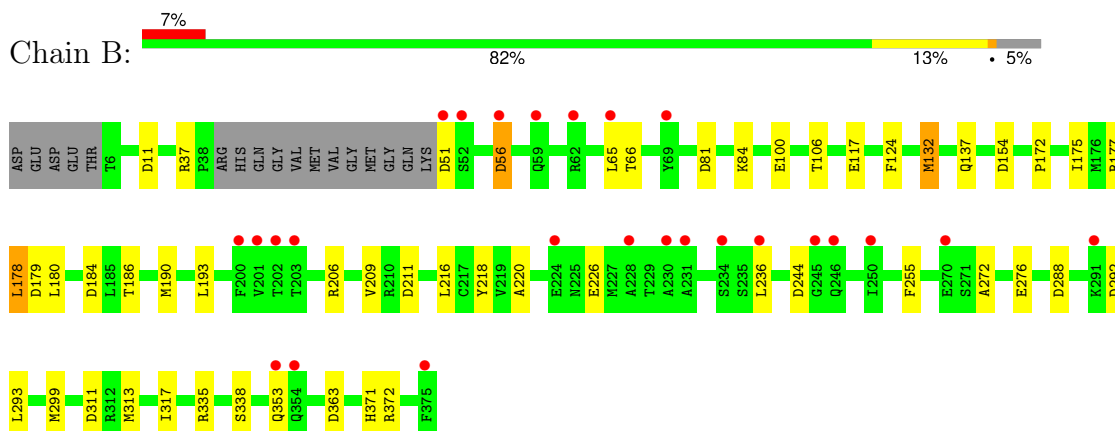 7%
Chain B:
82% 13% • 5%
ASP GLU ASP GLU THR T6 D11 R37 P38 ARG HIS GLN GLY VAL MET VAL GLY MET GLY GLN LYS D51 S52 D56 Q59 R62 L65 T66 Y69 D81 K84 E100 T106 E117 F124 M132 Q137 D154 P172 I175 M176 R177
L178 D179 L180 D184 L185 T186 M190 L193 F200 V201 T202 T203 R206 V209 R210 D211 L216 C217 Y218 V219 A220 E224 N225 E226 M227 A228 T229 A230 A231 S234 S235 L236 D244 G245 Q246 I250 F255 E270 S271 A272 E276 D288 K291 D292
L293 M299 D311 R312 M313 I317 R335 S338 Q353 Q354 D363 H371 R372 F375